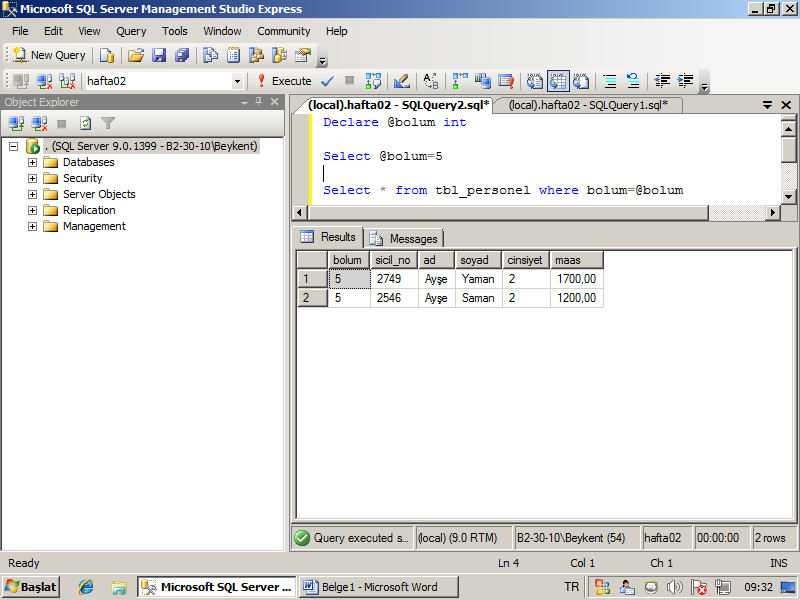 Microsoft SQL Server Management Studio Express
File Edit View Query Tools Window Community Help
New Query
hafta02 Execute
Object Explorer
. (SQL Server 9.0.1399 - B2-30-10\Beykent)
Databases
Security
Server Objects
Replication
Management
(local).hafta02 - SQLQuery2.sql* (local).hafta02 - SQLQuery1.sql*
Declare @bolum int
Select @bolum=5
Select * from tbl_personel where bolum=@bolum
Results Messages
bolum sicil_no ad soyad cinsiyet maas
1 5 2749 Ayşe Yaman 2 1700,00
2 5 2546 Ayşe Saman 2 1200,00
Query executed s... (local) (9.0 RTM) B2-30-10\Beykent (54) hafta02 00:00:00 2 rows
Ready Ln 4 Col 1 Ch 1 INS
Başlat Microsoft SQL Server ... Belge1 - Microsoft Word TR 09:32